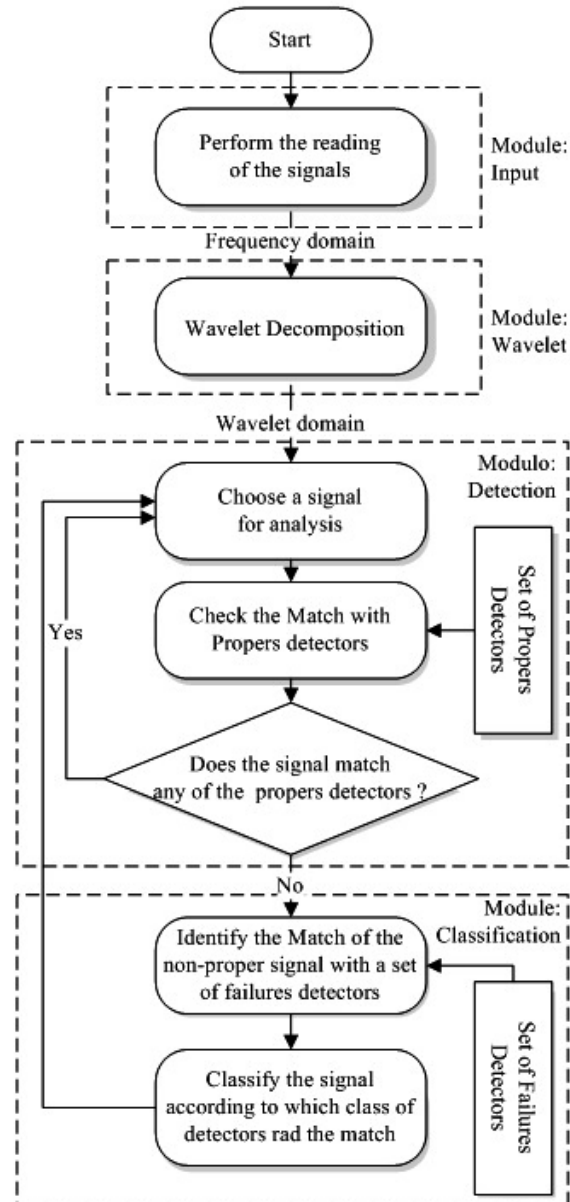 Start
Perform the reading
of the signals
Module:
Input
Frequency domain
Wavelet Decomposition
Module:
Wavelet
Wavelet domain
Modulo:
Detection
Choose a signal
for analysis
Set of Propers
Detectors
Check the Match with
Propers detectors
Yes
Does the signal match
any of the propers detectors ?
No
Module:
Classification
Identify the Match of the
non-proper signal with a set
of failures detectors
Set of Failures
Detectors
Classify the signal
according to which class of
detectors rad the match